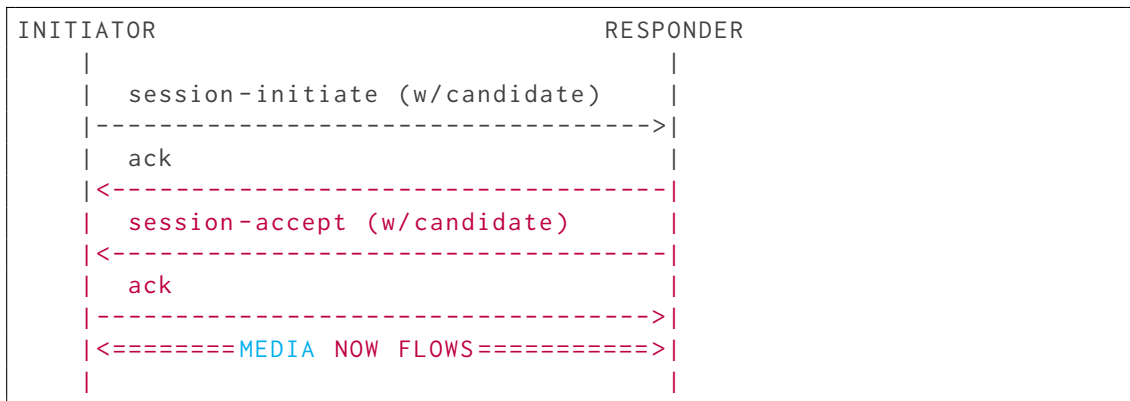 INITIATOR                            RESPONDER
    |                                    |
    |  session-initiate (w/candidate)    |
    |----------------------------------->|
    |  ack                               |
    |<-----------------------------------|
    |  session-accept (w/candidate)      |
    |<-----------------------------------|
    |  ack                               |
    |----------------------------------->|
    |<========MEDIA NOW FLOWS===========>|
    |                                    |